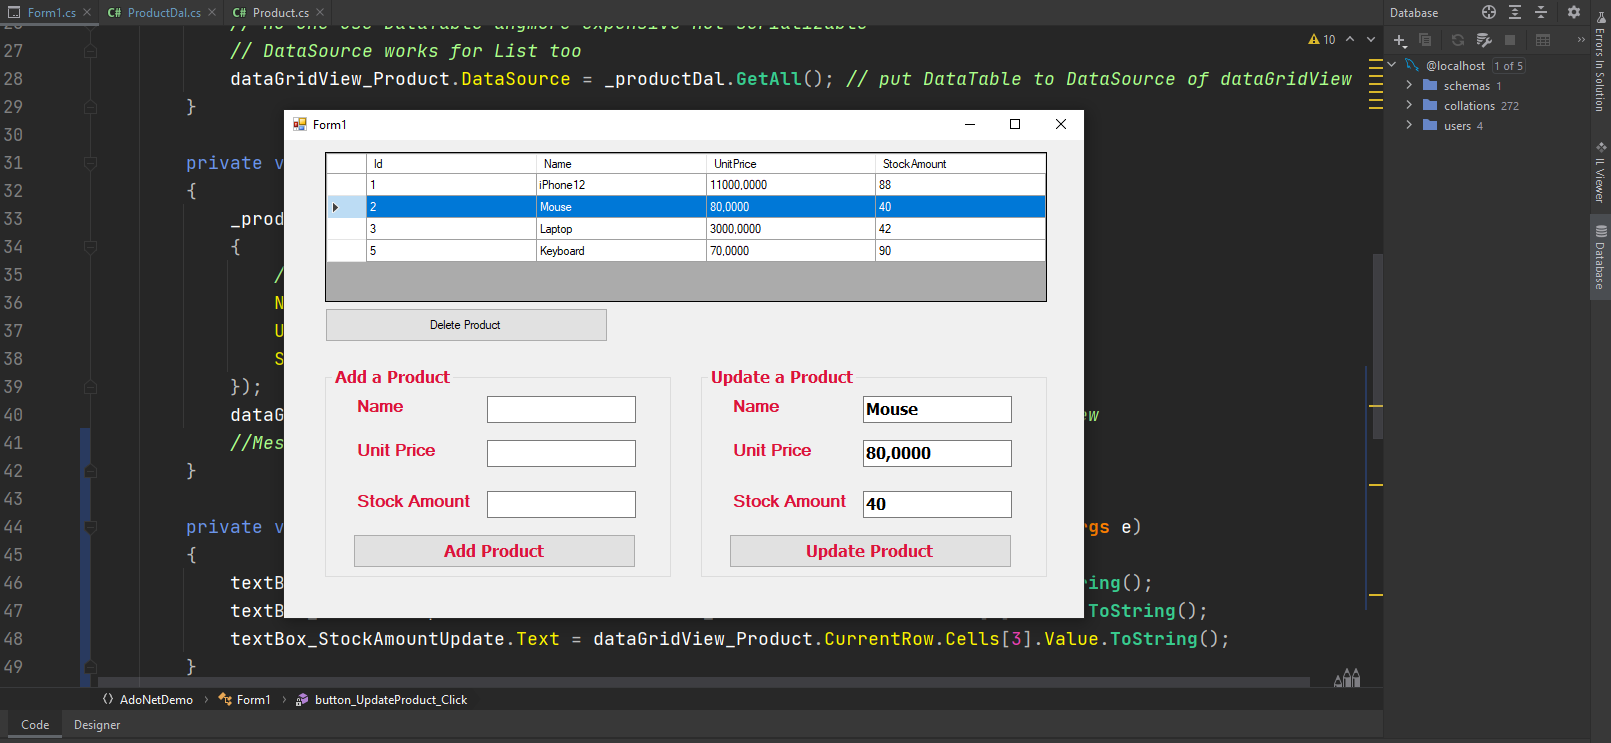 Form1.cs
ProductDal.cs
C# Product.cs
Database
27 // DataSource works for List too
10
28 dataGridView_Product.DataSource = _productDal.GetAll(); // put DataTable to DataSource of dataGridView
29 }
30
31 private v
32 {
33 _prod
34 {
35 /
36 N
37 U
38 S
39 });
40 dataG
ew
41 //Mes
42 }
43
44 private v
rgs e)
45 {
46 textB
ring();
47 textB
.ToString();
48 textBox_StockAmountUpdate.Text = dataGridView_Product.CurrentRow.Cells[3].Value.ToString();
49 }
Form1
Id Name UnitPrice StockAmount
1 iPhone12 11000,0000 88
2 Mouse 80,0000 40
3 Laptop 3000,0000 42
5 Keyboard 70,0000 90
Delete Product
Add a Product
Name
Unit Price
Stock Amount
Add Product
Update a Product
Name Mouse
Unit Price 80,0000
Stock Amount 40
Update Product
@localhost 1 of 5
schemas 1
collations 272
users 4
Errors In Solution
IL Viewer
Database
AdoNetDemo
Form1
button_UpdateProduct_Click
Code
Designer